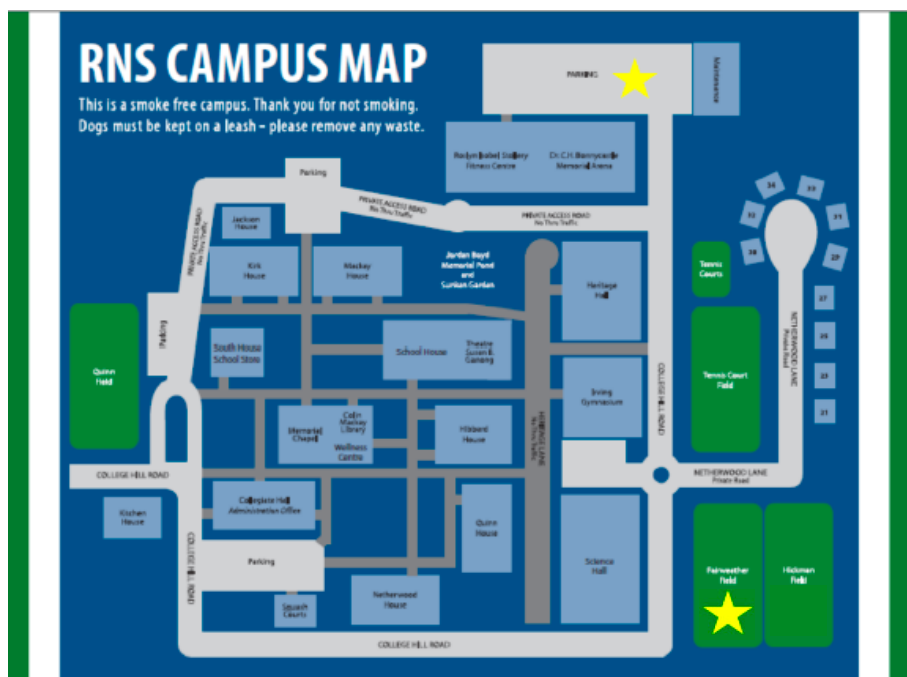 RNS CAMPUS MAP
This is a smoke free campus. Thank you for not smoking.
Dogs must be kept on a leash – please remove any waste.
PARKING
Maintenance
Fitness Centre
Dr. C.H. Bonnycastle
Memorial Arena
Parking
PRIVATE ACCESS ROAD
No Thru Traffic
PRIVATE ACCESS ROAD
No Thru Traffic
PRIVATE ACCESS ROAD
No Thru Traffic
Jackson
House
Kirk
House
Mackay
House
Jordan Boyd
Memorial Pond
and
Sunken Garden
Heritage
Hall
Tennis
Courts
34
33
32
31
30
29
27
25
23
21
Quinn
Field
Parking
South House
School Store
School House
Theatre
Susan B.
Ganong
Irving
Gymnasium
COLLEGE HILL ROAD
Tennis Court
Field
NETHERWOOD LANE
Private Road
Memorial
Chapel
Colin
Mackay
Library
Wellness
Centre
Hibbard
House
HERITAGE LANE
No Thru Traffic
COLLEGE HILL ROAD
NETHERWOOD LANE
Private Road
Kitchen
House
Collegiate Hall
Administration Office
Quinn
House
Science
Hall
Fairweather
Field
Hickman
Field
COLLEGE HILL ROAD
Parking
Squash
Courts
Netherwood
House
COLLEGE HILL ROAD